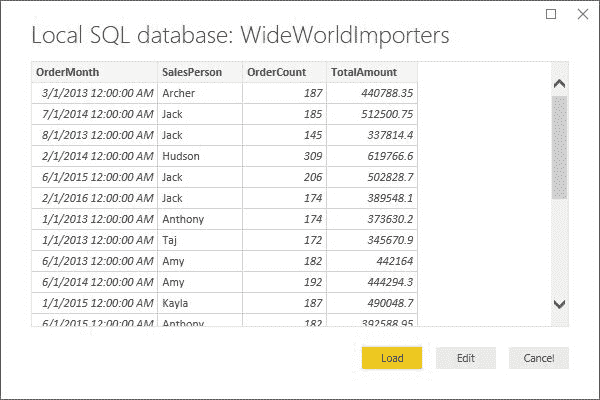 Local SQL database: WideWorldImporters
OrderMonth SalesPerson OrderCount TotalAmount
3/1/2013 12:00:00 AM Archer 187 440788.35
7/1/2014 12:00:00 AM Jack 185 512500.75
8/1/2013 12:00:00 AM Jack 145 337814.4
2/1/2014 12:00:00 AM Hudson 309 619766.6
6/1/2015 12:00:00 AM Jack 206 502828.7
2/1/2016 12:00:00 AM Jack 174 389548.1
1/1/2013 12:00:00 AM Anthony 174 373630.2
1/1/2013 12:00:00 AM Taj 172 345670.9
6/1/2013 12:00:00 AM Amy 182 442164
6/1/2014 12:00:00 AM Amy 192 444294.3
1/1/2015 12:00:00 AM Kayla 187 490048.7
6/1/2015 12:00:00 AM Anthony 182 392588.95
Load Edit Cancel